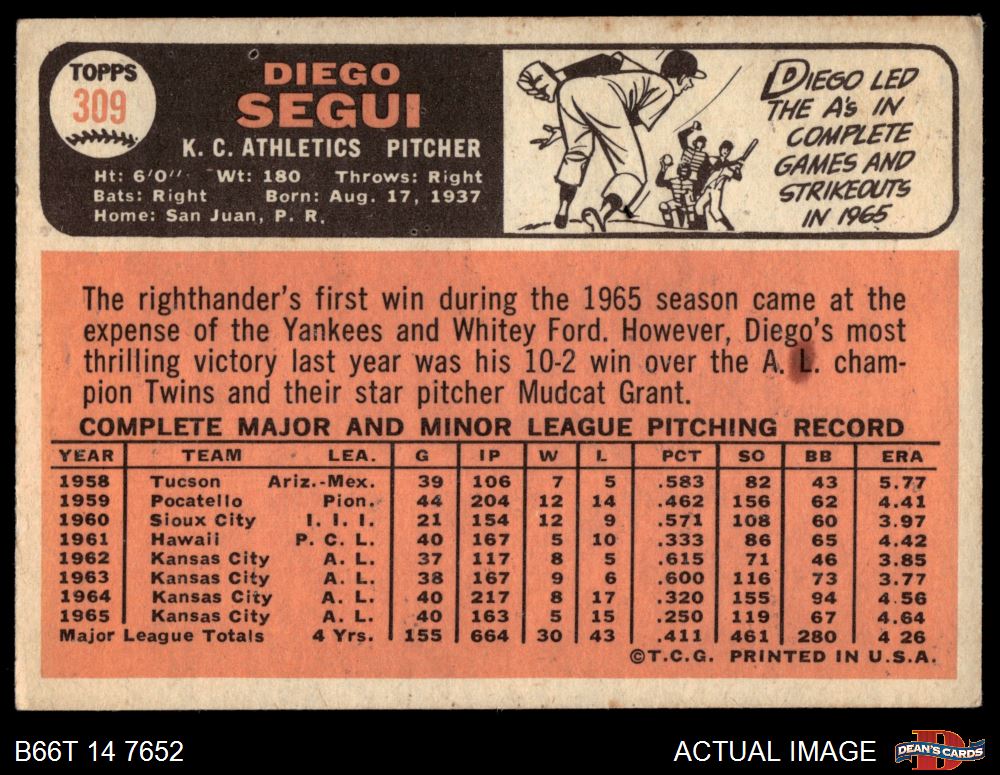 TOPPS
309
DIEGO
SEGUI
K. C. ATHLETICS PITCHER
Ht: 6'0" Wt: 180 Throws: Right
Bats: Right Born: Aug. 17, 1937
Home: San Juan, P. R.
DIEGO LED
THE A's IN
COMPLETE
GAMES AND
STRIKEOUTS
IN 1965
The righthander's first win during the 1965 season came at the
expense of the Yankees and Whitey Ford. However, Diego's most
thrilling victory last year was his 10-2 win over the A. L. cham-
pion Twins and their star pitcher Mudcat Grant.
COMPLETE MAJOR AND MINOR LEAGUE PITCHING RECORD
YEAR TEAM LEA. G IP W L PCT SO BB ERA
1958 Tucson Ariz.-Mex. 39 106 7 5 .583 82 43 5.77
1959 Pocatello Pion. 44 204 12 14 .462 156 62 4.41
1960 Sioux City I. I. I. 21 154 12 9 .571 108 60 3.97
1961 Hawaii P. C. L. 40 167 5 10 .333 86 65 4.42
1962 Kansas City A. L. 37 117 8 5 .615 71 46 3.85
1963 Kansas City A. L. 38 167 9 6 .600 116 73 3.77
1964 Kansas City A. L. 40 217 8 17 .320 155 94 4.56
1965 Kansas City A. L. 40 163 5 15 .250 119 67 4.64
Major League Totals 4 Yrs. 155 664 30 43 .411 461 280 4 26
©T.C.G. PRINTED IN U.S.A.
B66T 14 7652
ACTUAL IMAGE
DEAN'S CARDS